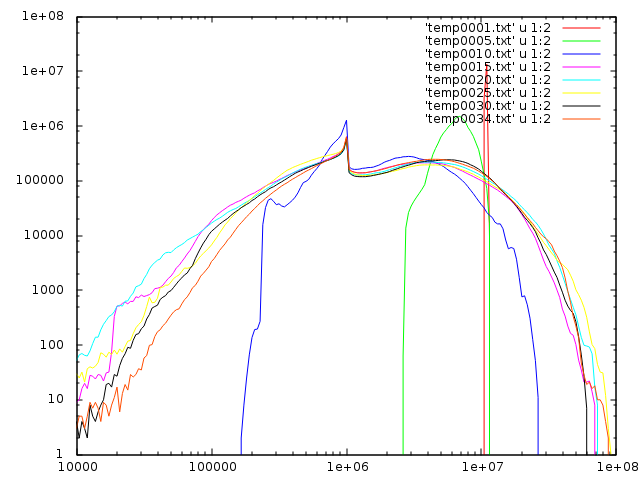 1e+08
1e+07
1e+06
100000
10000
1000
100
10
1
'temp0001.txt' u 1:2
'temp0005.txt' u 1:2
'temp0010.txt' u 1:2
'temp0015.txt' u 1:2
'temp0020.txt' u 1:2
'temp0025.txt' u 1:2
'temp0030.txt' u 1:2
'temp0034.txt' u 1:2
10000 100000 1e+06 1e+07 1e+08